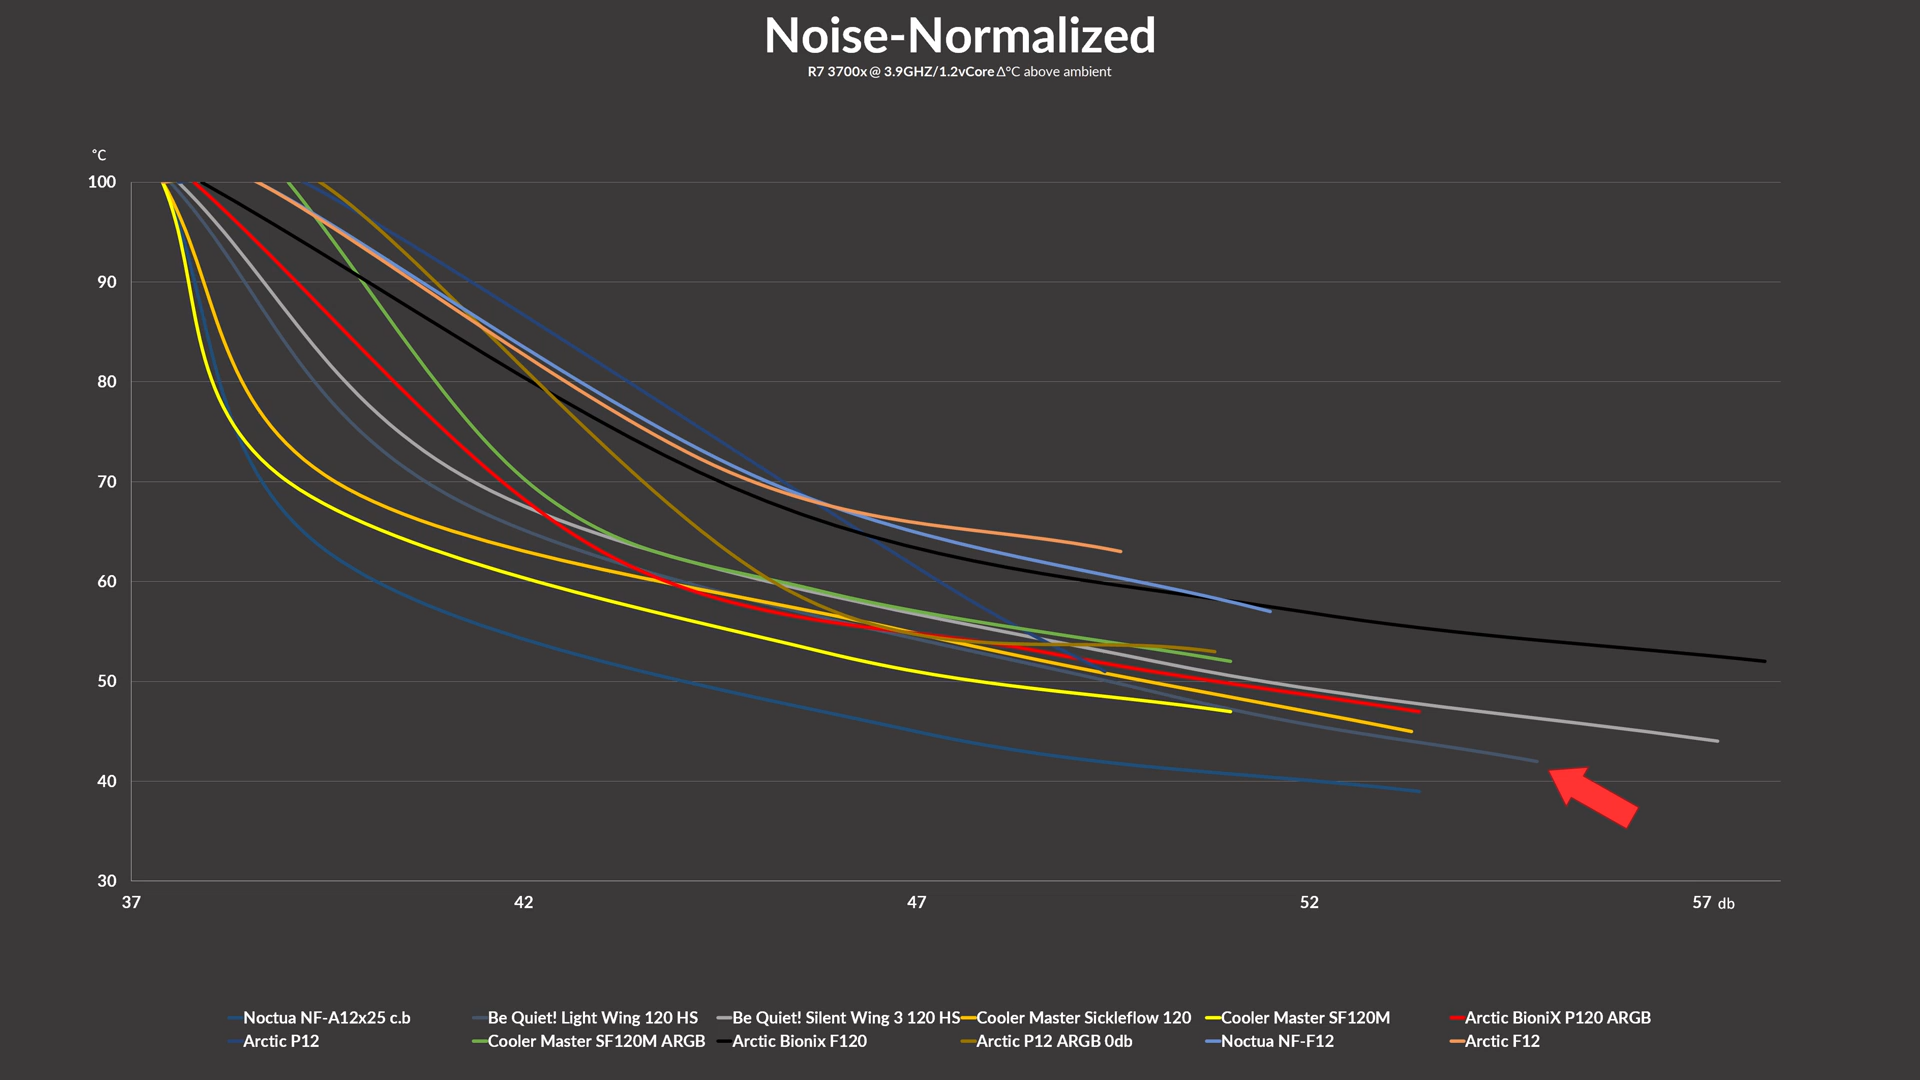 Noise-Normalized
R7 3700x @ 3.9GHZ/1.2vCore Δ°C above ambient
°C
100
90
80
70
60
50
40
30
37 42 47 52 57 db
Noctua NF-A12x25 c.b Be Quiet! Light Wing 120 HS Be Quiet! Silent Wing 3 120 HS Cooler Master Sickleflow 120 Cooler Master SF120M Arctic BioniX P120 ARGB
Arctic P12 Cooler Master SF120M ARGB Arctic Bionix F120 Arctic P12 ARGB 0db Noctua NF-F12 Arctic F12